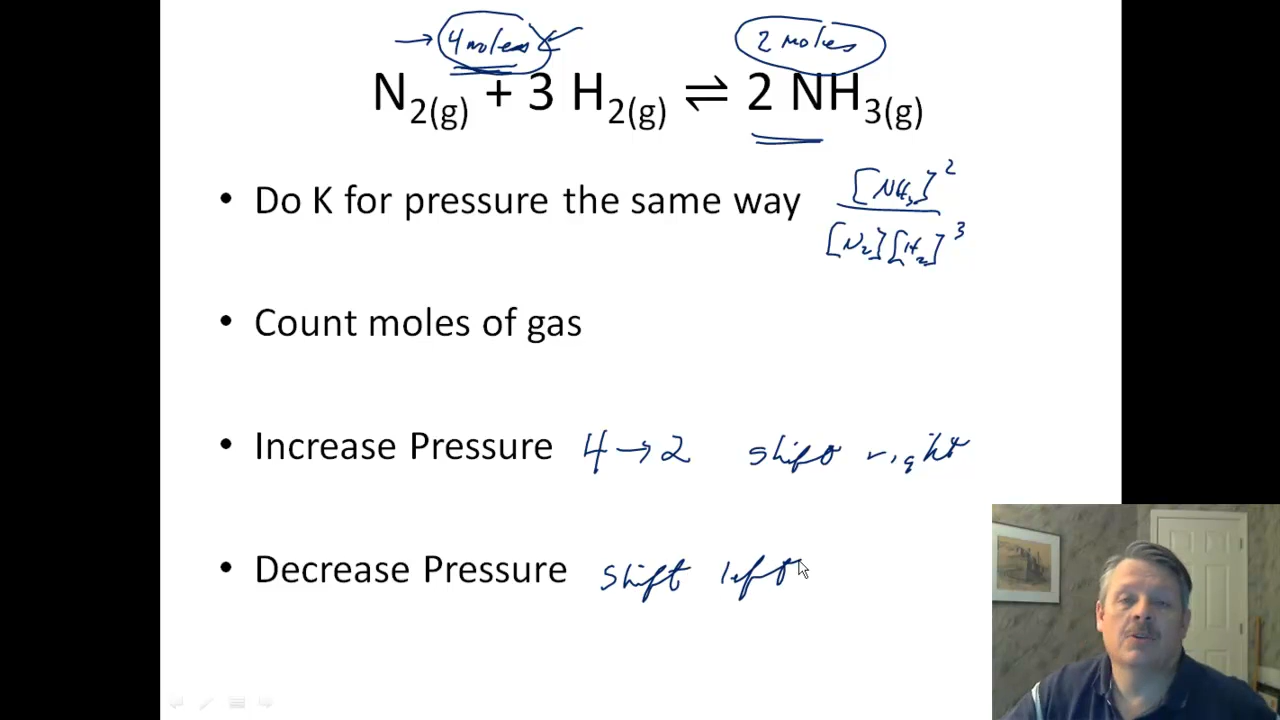 → 4 moles 2 moles
N₂(g) + 3 H₂(g) ⇌ 2 NH₃(g)
• Do K for pressure the same way [NH₃]² / [N₂][H₂]³
• Count moles of gas
• Increase Pressure 4 → 2 shift right
• Decrease Pressure shift left